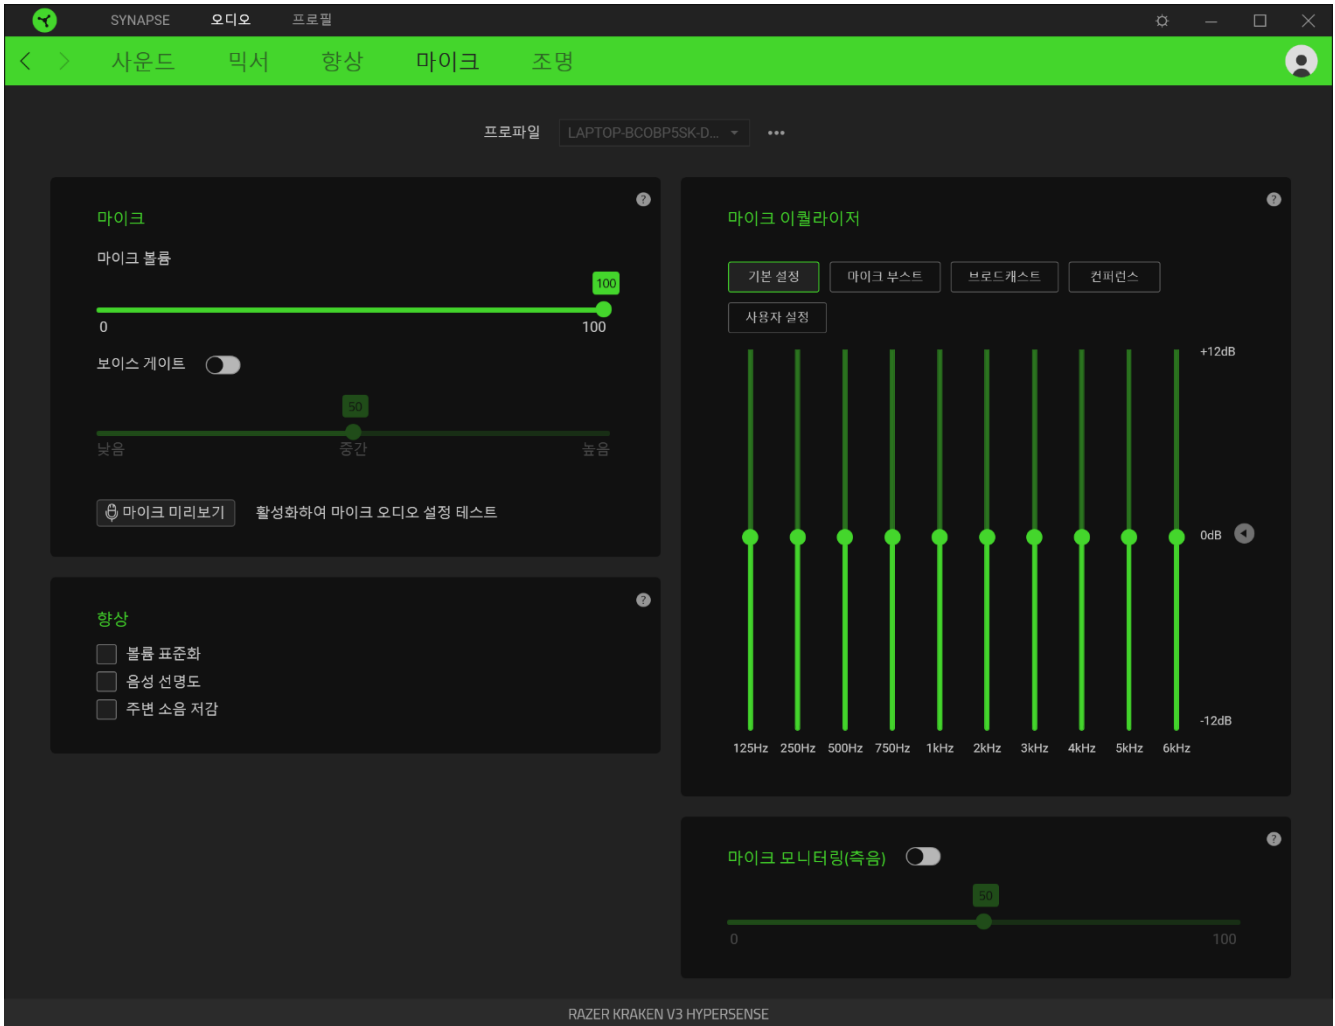 SYNAPSE 오디오 프로필
사운드 믹서 향상 마이크 조명
프로파일 LAPTOP-BCOBP5SK-D...
마이크
마이크 볼륨
100
0 100
보이스 게이트
50
낮음 중간 높음
마이크 미리보기 활성화하여 마이크 오디오 설정 테스트
향상
볼륨 표준화
음성 선명도
주변 소음 저감
마이크 이퀄라이저
기본 설정 마이크 부스트 브로드캐스트 컨퍼런스
사용자 설정
+12dB
0dB
-12dB
125Hz 250Hz 500Hz 750Hz 1kHz 2kHz 3kHz 4kHz 5kHz 6kHz
마이크 모니터링(측음)
50
0 100
RAZER KRAKEN V3 HYPERSENSE